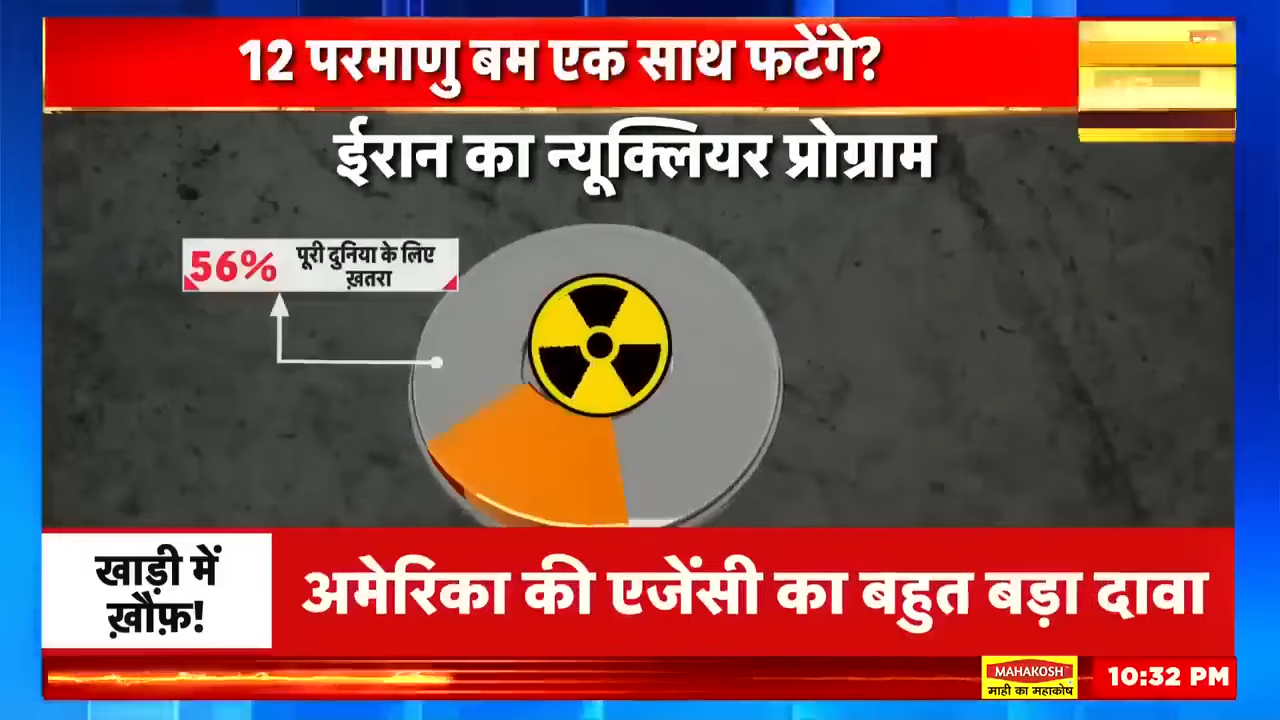 12 परमाणु बम एक साथ फटेंगे?
ईरान का न्यूक्लियर प्रोग्राम
56% पूरी दुनिया के लिए
ख़तरा
खाड़ी में
ख़ौफ़!
अमेरिका की एजेंसी का बहुत बड़ा दावा
MAHAKOSH
माही का महाकोष
10:32 PM